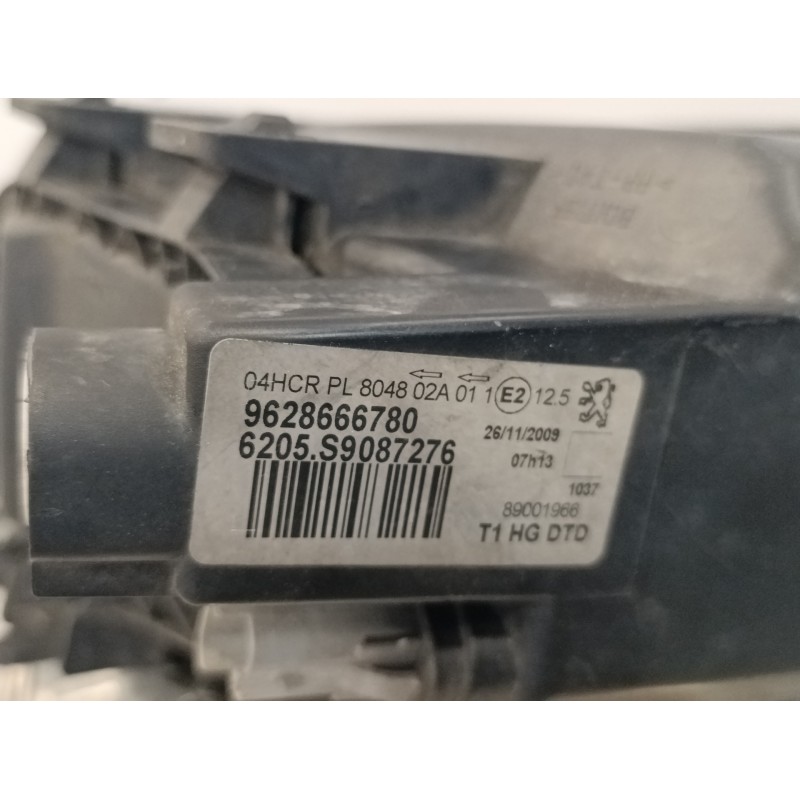 04HCR PL 8048 02A 01 1 E2 12.5
9628666780
26/11/2009
6205.S9087276
07h13
1037
89001966
T1 HG DTD